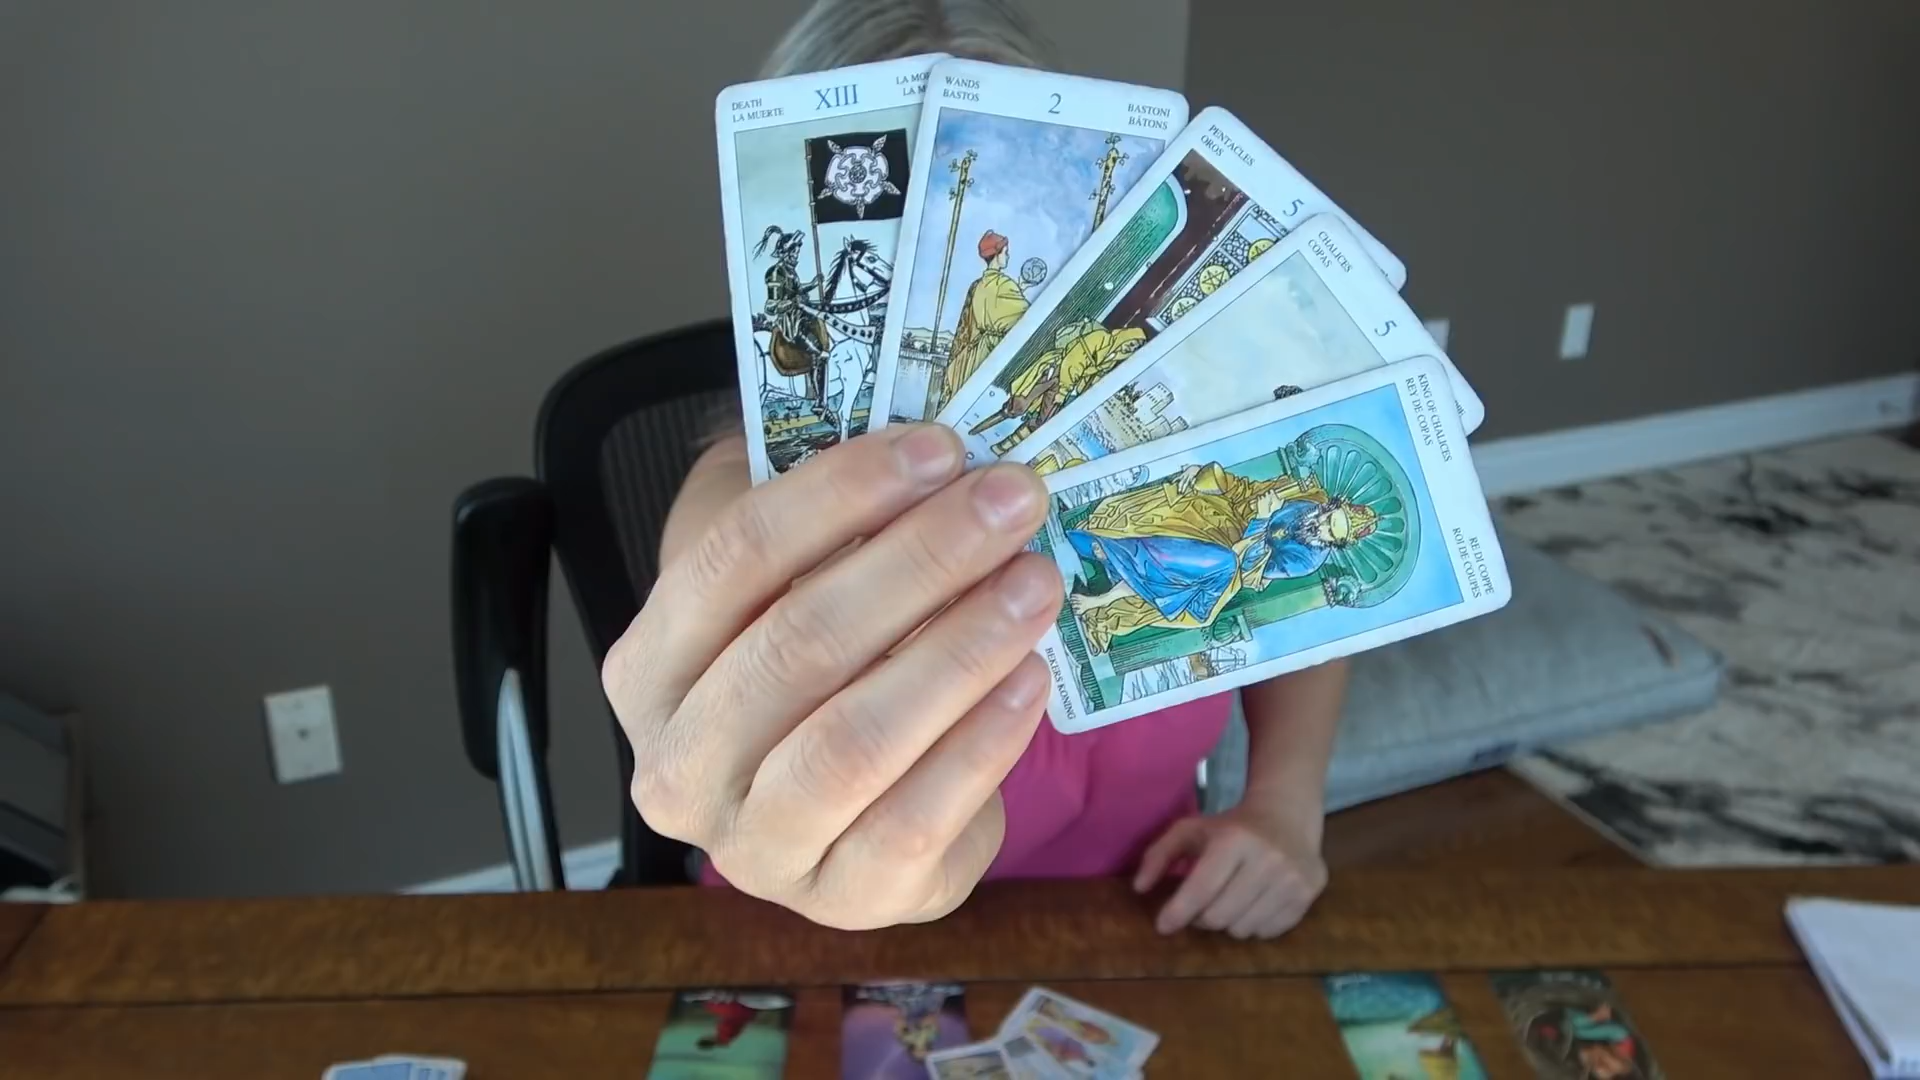 DEATH
LA MUERTE
XIII
LA
LA
WANDS
BASTOS
2
BASTONI
BÂTONS
PENTACLES
OROS
5
CHALICES
COPAS
5
KING OF CHALICES
REY DE COPAS
RE DI COPPE
ROI DE COUPES
BEKERS KONING